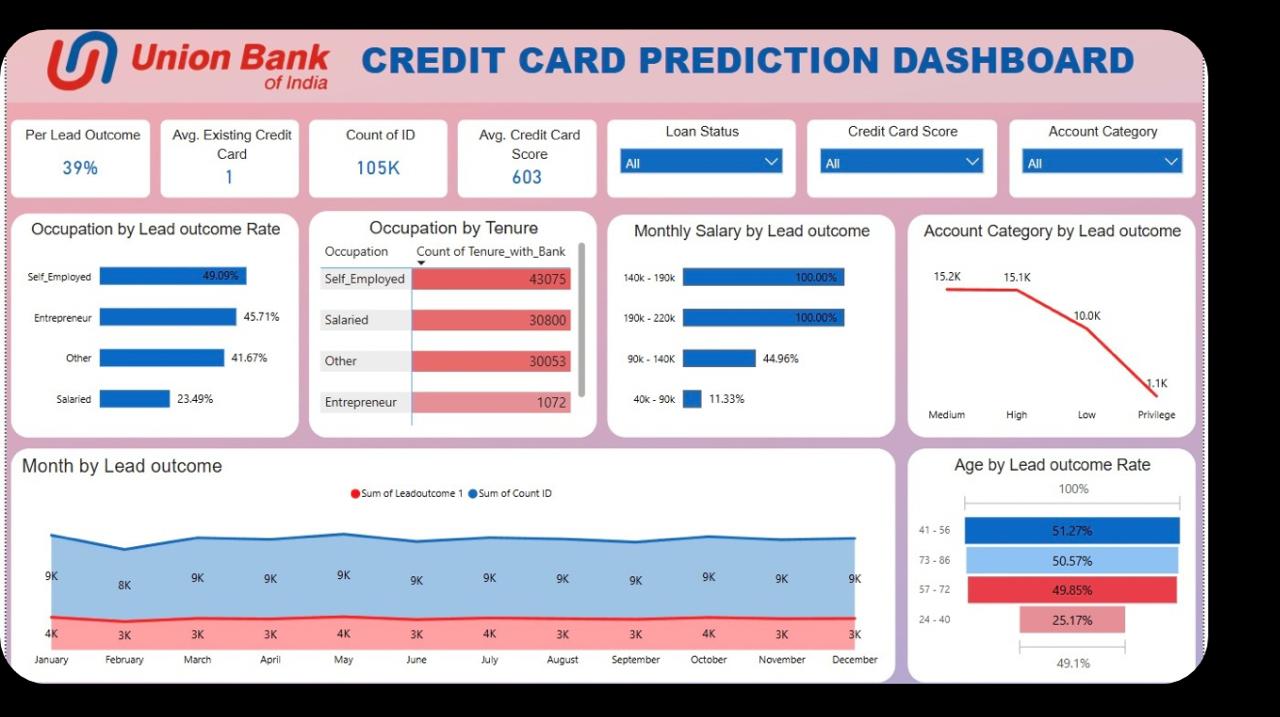 Union Bank
of India
CREDIT CARD PREDICTION DASHBOARD
Per Lead Outcome
39%
Avg. Existing Credit
Card
1
Count of ID
105K
Avg. Credit Card
Score
603
Loan Status
All
Credit Card Score
All
Account Category
All
Occupation by Lead outcome Rate
Self_Employed 49.09%
Entrepreneur 45.71%
Other 41.67%
Salaried 23.49%
Occupation by Tenure
Occupation Count of Tenure_with_Bank
Self_Employed 43075
Salaried 30800
Other 30053
Entrepreneur 1072
Monthly Salary by Lead outcome
140k - 190k 100.00%
190k - 220k 100.00%
90k - 140K 44.96%
40k - 90k 11.33%
Account Category by Lead outcome
15.2K 15.1K 10.0K 1.1K
Medium High Low Privilege
Month by Lead outcome
Sum of Leadoutcome 1 Sum of Count ID
9K 8K 9K 9K 9K 9K 9K 9K 9K 9K 9K 9K
4K 3K 3K 3K 4K 3K 4K 3K 3K 4K 3K 3K
January February March April May June July August September October November December
Age by Lead outcome Rate
100%
41 - 56 51.27%
73 - 86 50.57%
57 - 72 49.85%
24 - 40 25.17%
49.1%